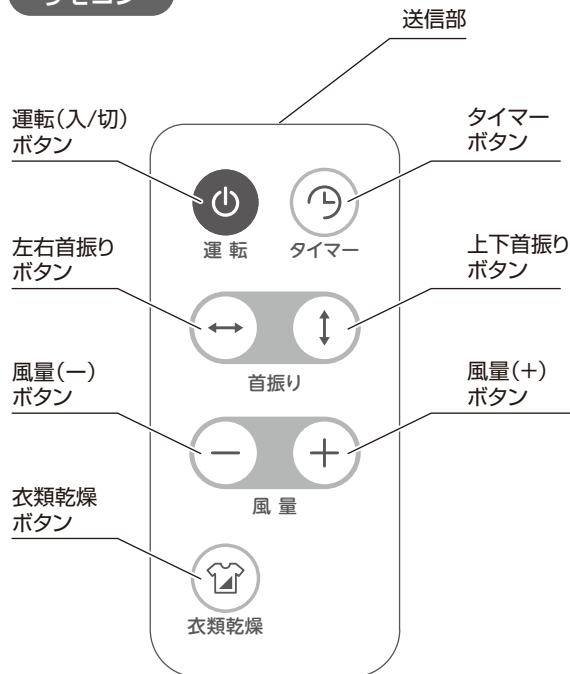 リモコン
送信部
運転(入/切)
ボタン
タイマー
ボタン
運 転
タイマー
左右首振り
ボタン
上下首振り
ボタン
首振り
風量(ー)
ボタン
風量(+)
ボタン
風 量
衣類乾燥
ボタン
衣類乾燥